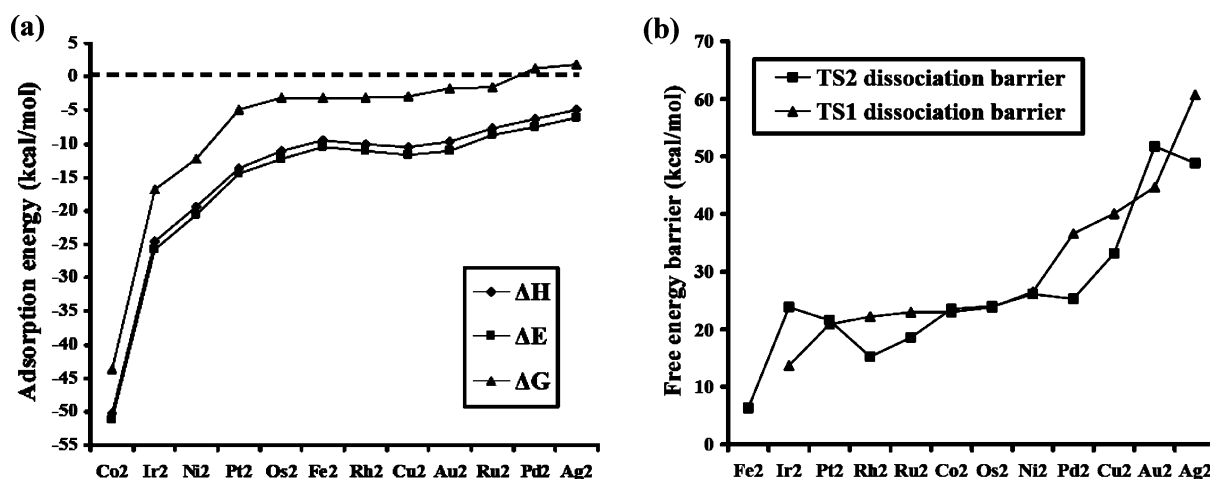 (a)
Adsorption energy (kcal/mol)
5
0
-5
-10
-15
-20
-25
-30
-35
-40
-45
-50
-55
ΔH
ΔE
ΔG
Co2 Ir2 Ni2 Pt2 Os2 Fe2 Rh2 Cu2 Au2 Ru2 Pd2 Ag2
(b)
Free energy barrier (kcal/mol)
70
60
50
40
30
20
10
0
TS2 dissociation barrier
TS1 dissociation barrier
Fe2 Ir2 Pt2 Rh2 Ru2 Co2 Os2 Ni2 Pd2 Cu2 Au2 Ag2